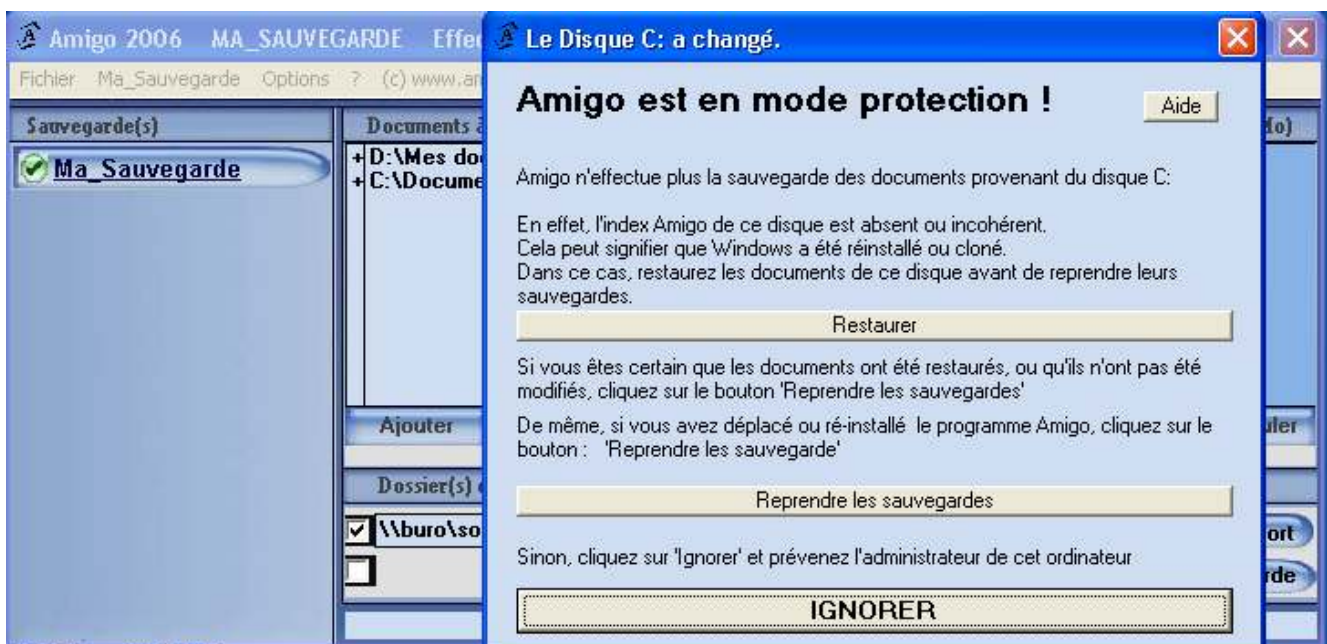 Amigo 2006 MA_SAUVEGARDE
Fichier Ma_Sauvegarde Options ? (c)
Sauvegarde(s)
Ma_Sauvegarde
Documents
+ D:\Mes
+
Ajouter
Dossier(s)
Le Disque C: a changé.
Amigo est en mode protection !
Aide
Amigo n'effectue plus la sauvegarde des documents provenant du disque C:
En effet, l'index Amigo de ce disque est absent ou incohérent.
Cela peut signifier que Windows a été réinstallé ou cloné.
Dans ce cas, restaurez les documents de ce disque avant de reprendre leurs
sauvegardes.
Restaurer
Si vous êtes certain que les documents ont été restaurés, ou qu'ils n'ont pas été
modifiés, cliquez sur le bouton 'Reprendre les sauvegardes'
De même, si vous avez déplacé ou ré-installé le programme Amigo, cliquez sur le
bouton : 'Reprendre les sauvegarde'
Reprendre les sauvegardes
Sinon, cliquez sur 'Ignorer' et prévenez l'administrateur de cet ordinateur
IGNORER